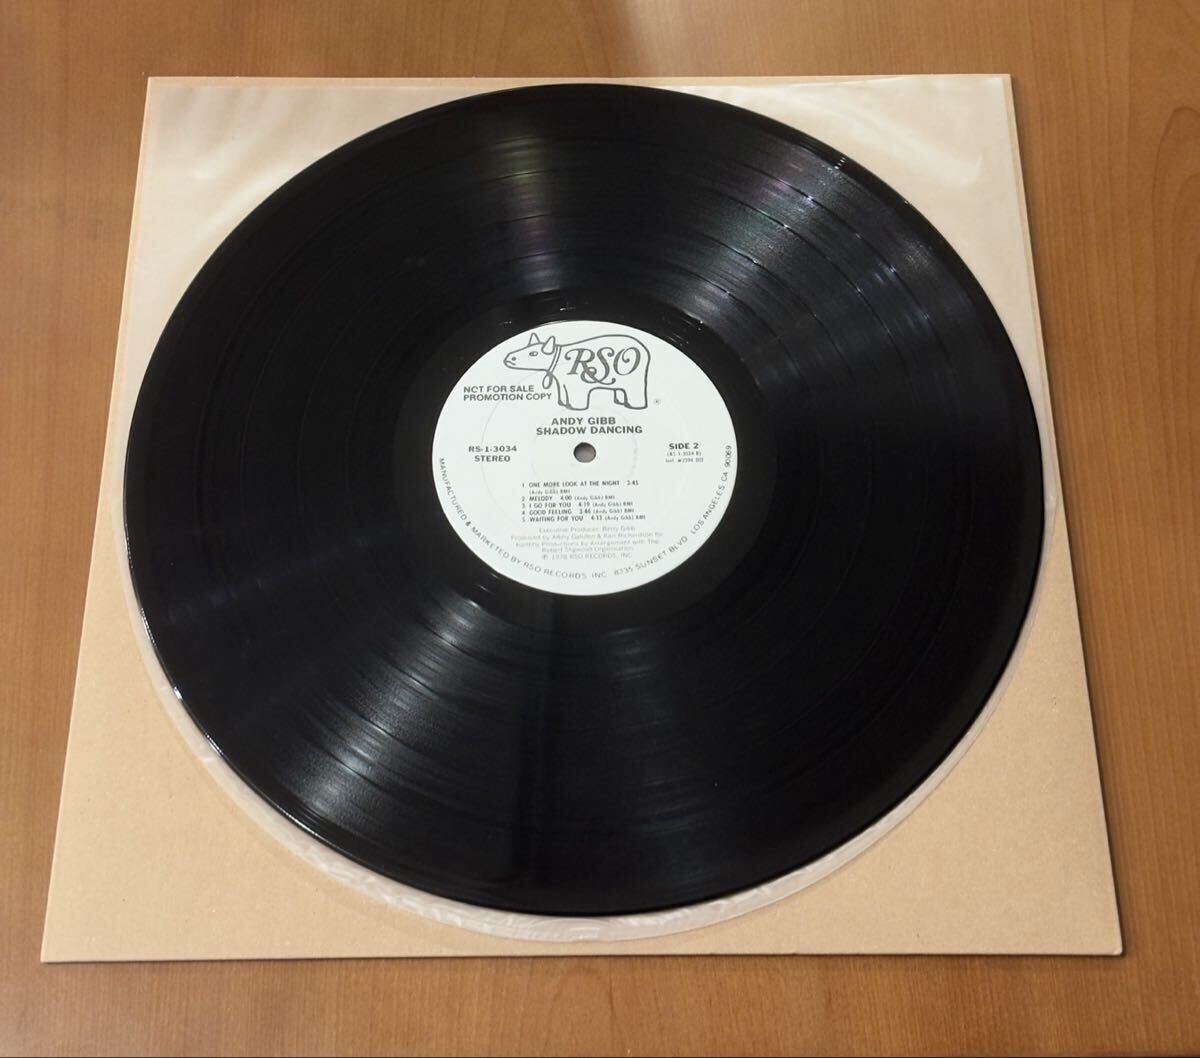 RSO
®
NOT FOR SALE
PROMOTION COPY
ANDY GIBB
SHADOW DANCING
RS-1-3034
STEREO
SIDE 2
(RS-1-3034 B)
1. ONE MORE LOOK AT THE NIGHT 3:45
(Andy Gibb) BMI
2. MELODY 4:00 (Andy Gibb) BMI
3. I GO FOR YOU 4:19 (Andy Gibb) BMI
4. GOOD FEELING 3:46 (Andy Gibb) BMI
5. WAITING FOR YOU 4:13 (Andy Gibb) BMI
Executive Producer: Barry Gibb
Produced by Albhy Galuten & Karl Richardson for
Karlbhy Productions by Arrangement with The
Robert Stigwood Organisation.
℗ 1978 RSO RECORDS, INC.
MANUFACTURED & MARKETED BY RSO RECORDS, INC. 8335 SUNSET BLVD. LOS ANGELES, CA. 90069